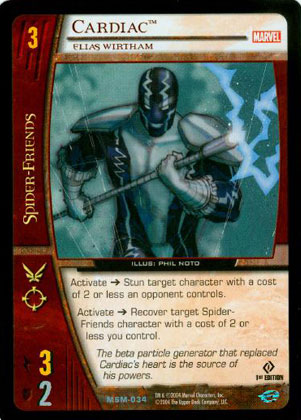 3
CARDIAC™
ELIAS WIRTHAM
MARVEL
SPIDER-FRIENDS
ILLUS: PHIL NOTO
Activate → Stun target character with a cost
of 2 or less an opponent controls.
Activate → Recover target Spider-
Friends character with a cost of 2 or
less you control.
The beta particle generator that replaced
Cardiac's heart is the source of
his powers.
1ST EDITION
3
2
MSM-034